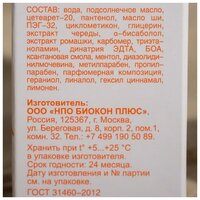 СОСТАВ: вода, подсолнечное масло,
цетеарет-20, пантенол, масло ши,
ПЭГ-32, циклометикон, глицерин,
экстракт череды, α-бисаболол,
экстракт ромашки, карбомер, триэта-
ноламин, динатрия ЭДТА, БОА,
ксантановая смола, ментол, диазолиди-
нилмочевина, метилпарабен, пропил-
парабен, парфюмерная композиция,
гераниол, линалол, гексил циннамал,
лимонен.
Изготовитель:
ООО «НПО БИОКОН ПЛЮС»,
Россия, 125367, г. Москва,
ул. Береговая, д. 8, корп. 2, пом.1,
комн. 32. Тел. +7 499 190 50 89.
Хранить при t° +5...+25 °C
в упаковке изготовителя.
Срок годности: 24 месяца.
Дата изготовления и № партии
см. на упаковке.
ГОСТ 31460–2012